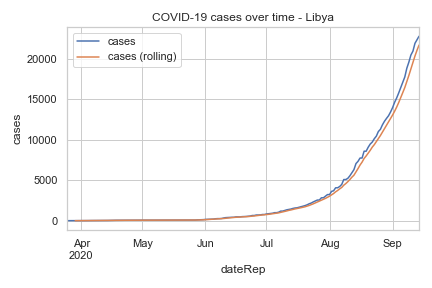 COVID-19 cases over time - Libya
cases
cases (rolling)
20000
15000
10000
5000
0
cases
Apr May Jun Jul Aug Sep
2020
dateRep